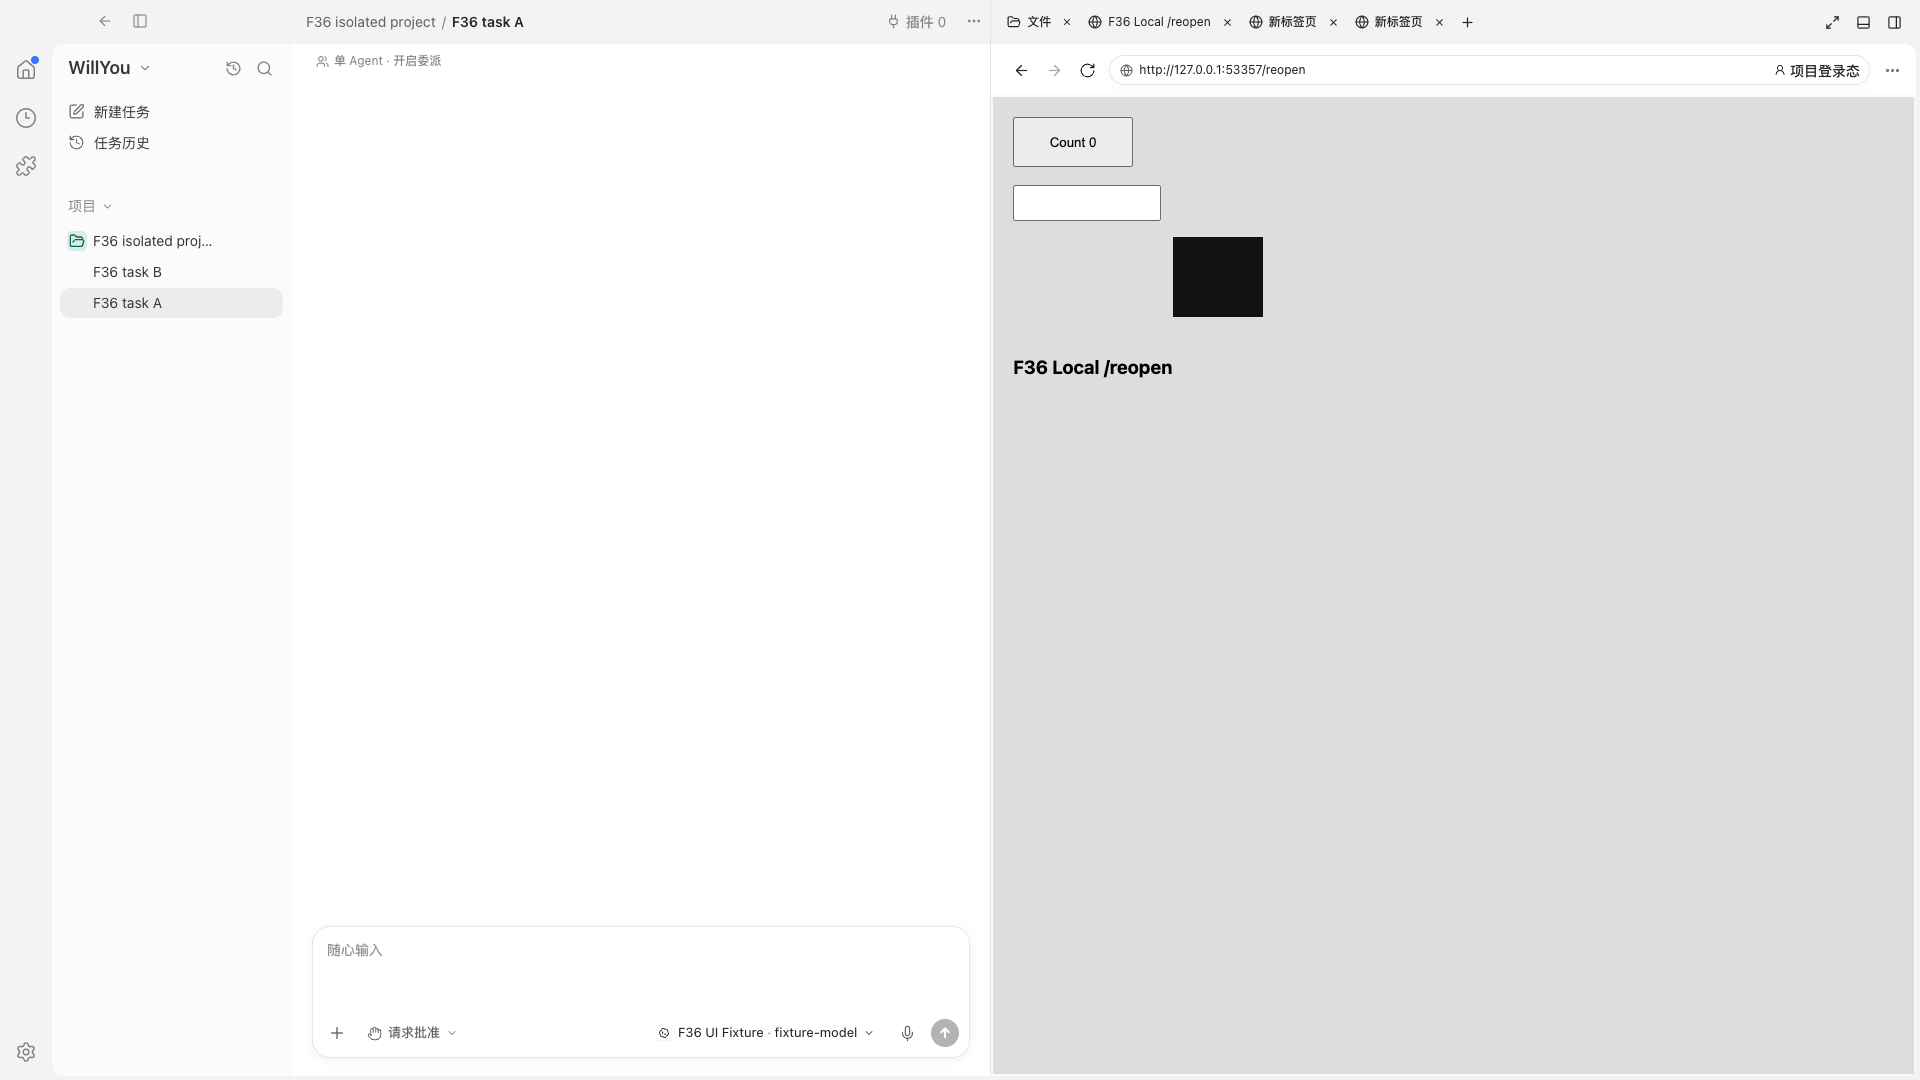 F36 isolated project / F36 task A
插件 0
文件
F36 Local /reopen
新标签页
新标签页
WillYou
单 Agent · 开启委派
http://127.0.0.1:53357/reopen
项目登录态
新建任务
任务历史
项目
F36 isolated proj...
F36 task B
F36 task A
Count 0
F36 Local /reopen
随心输入
请求批准
F36 UI Fixture · fixture-model